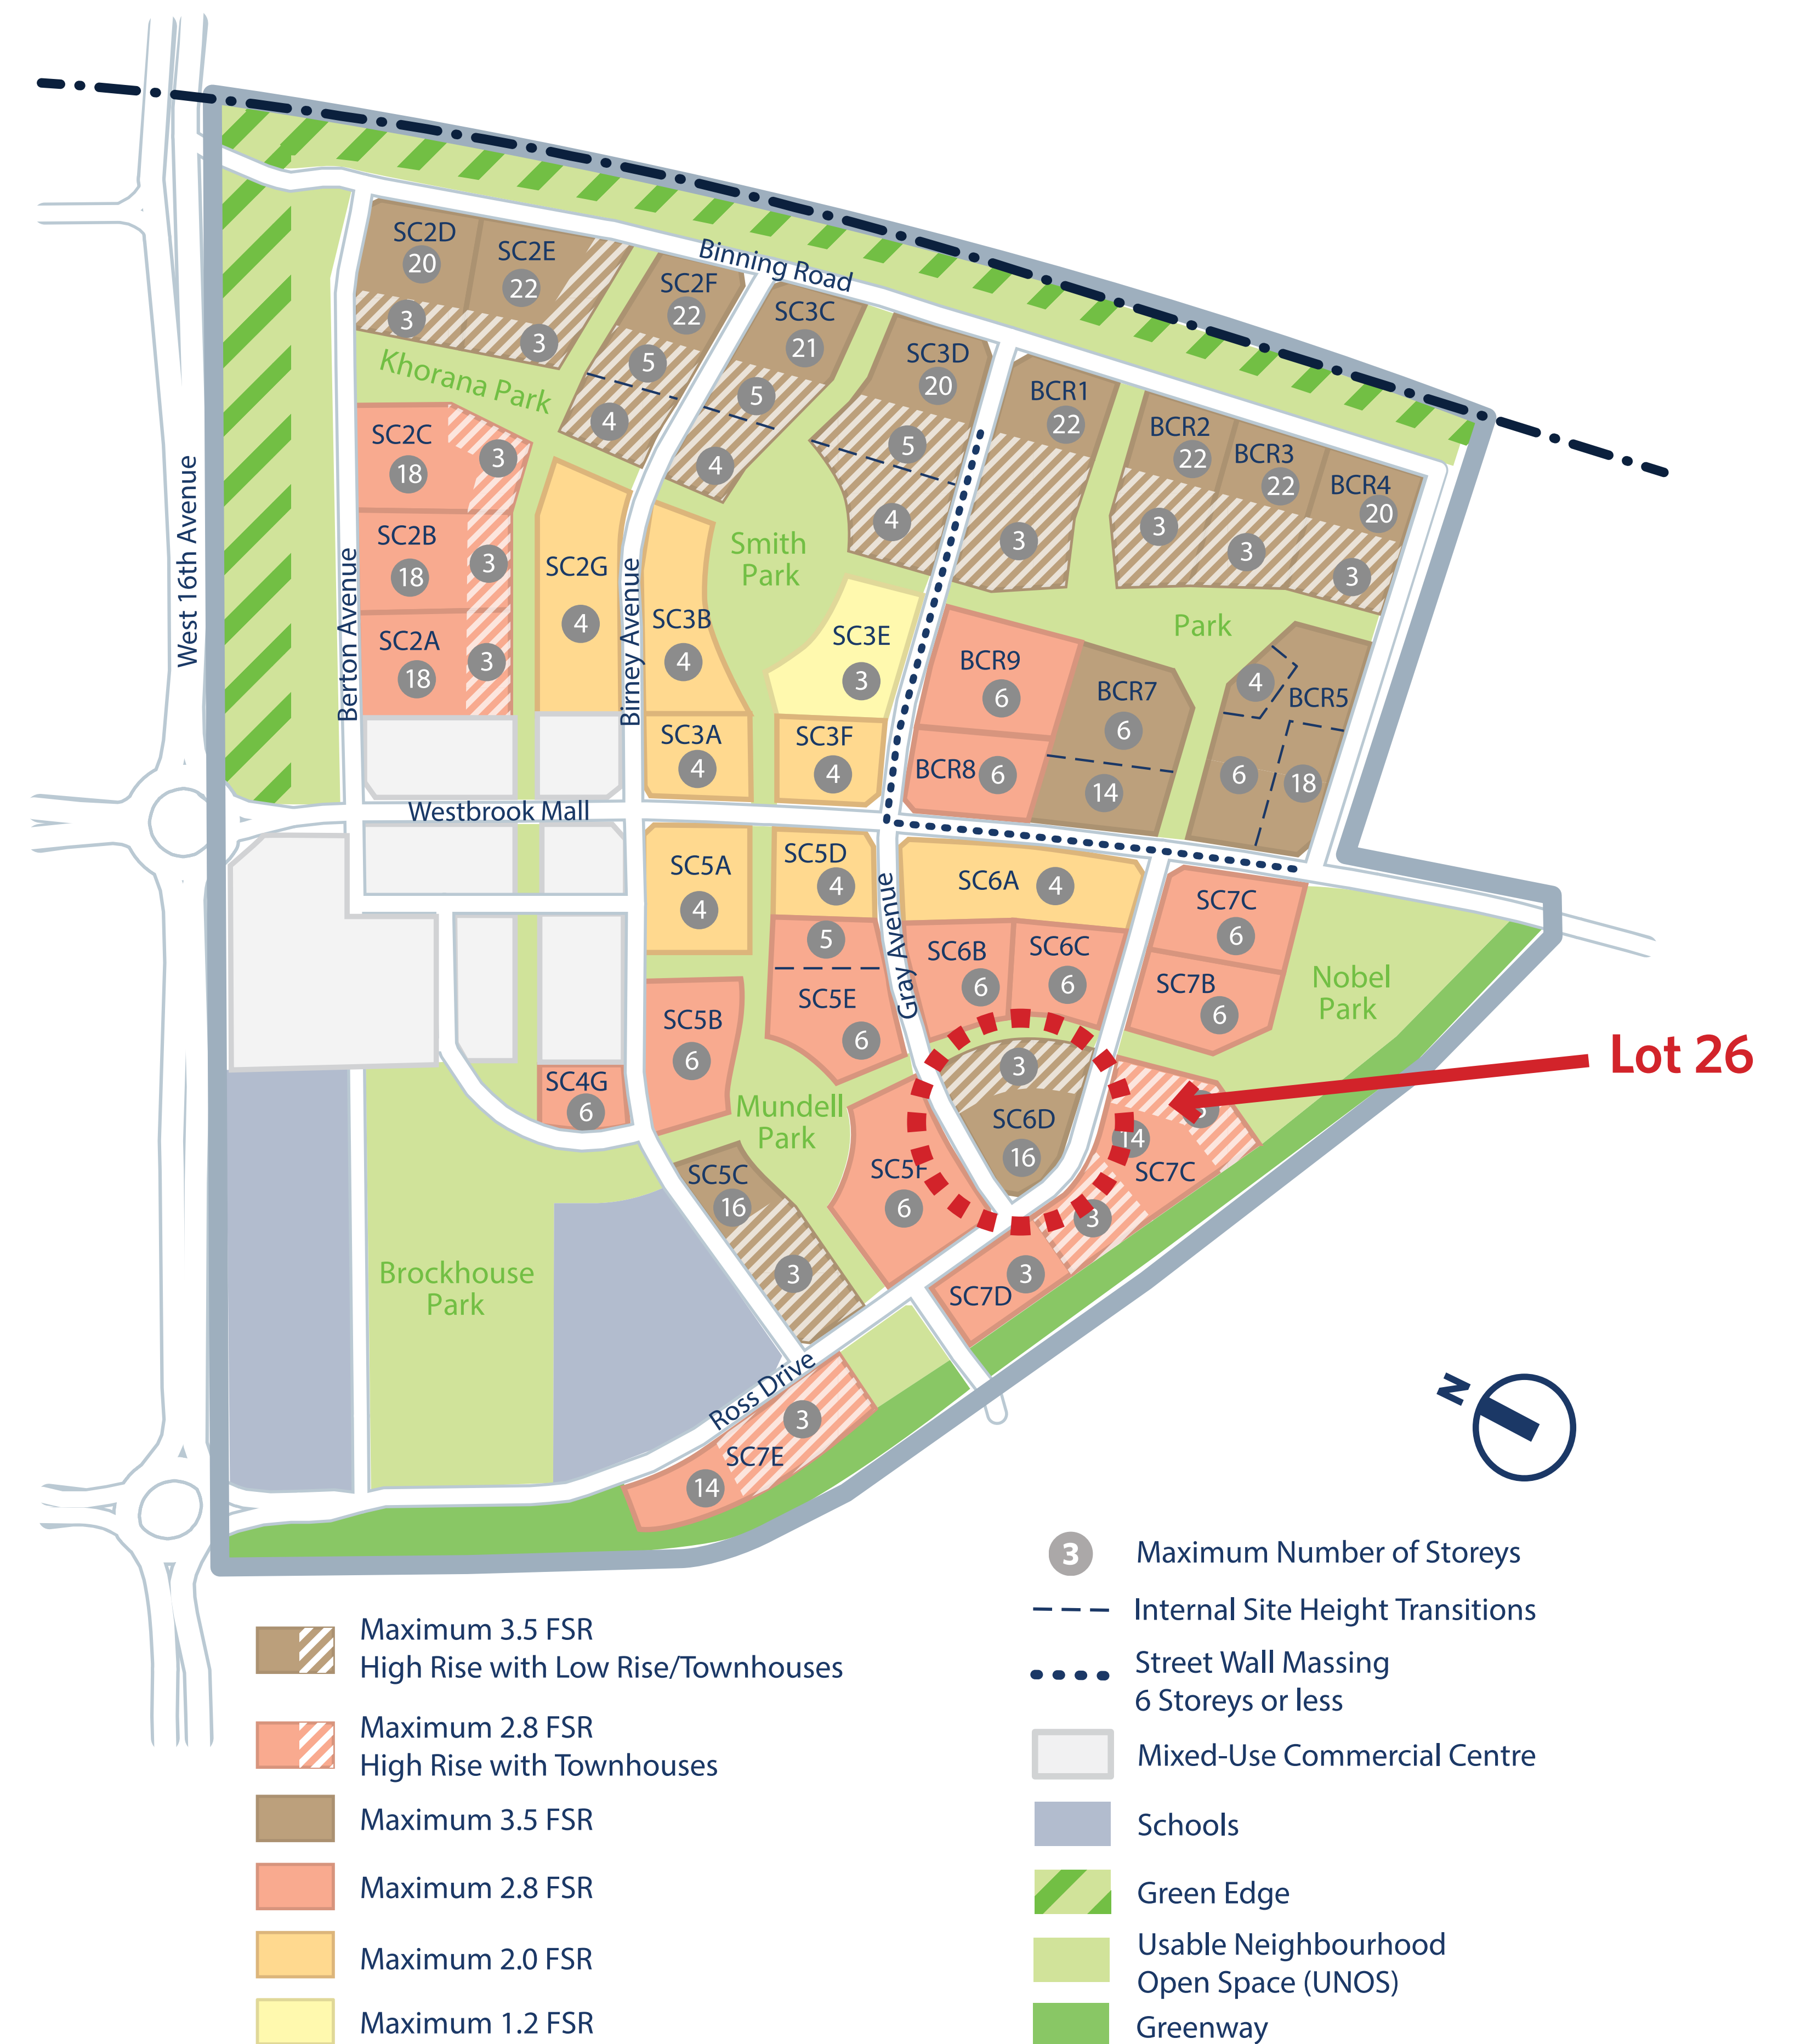 SC2D
20
SC2E
22
3
3
Binning Road
SC2F
22
5
4
SC3C
21
5
4
SC3D
20
5
4
BCR1
22
3
BCR2
22
BCR3
22
BCR4
20
3
3
3
Khorana Park
SC2C
18
3
SC2B
18
3
SC2A
18
3
West 16th Avenue
Berton Avenue
SC2G
4
Birney Avenue
SC3B
4
Smith
Park
SC3E
3
SC3A
4
SC3F
4
Park
BCR9
6
BCR7
6
14
BCR8
6
4
BCR5
6
18
Westbrook Mall
SC5A
4
SC5D
4
5
SC5E
6
Gray Avenue
SC6A
4
SC6B
6
SC6C
6
SC7C
6
SC7B
6
Nobel
Park
Lot 26
SC5B
6
SC4G
6
Mundell
Park
3
SC6D
16
14
SC7C
3
SC5F
6
SC5C
16
3
SC7D
3
Brockhouse
Park
Ross Drive
3
SC7E
14
N
3
Maximum Number of Storeys
Internal Site Height Transitions
Street Wall Massing
6 Storeys or less
Mixed-Use Commercial Centre
Schools
Green Edge
Usable Neighbourhood
Open Space (UNOS)
Greenway
Maximum 3.5 FSR
High Rise with Low Rise/Townhouses
Maximum 2.8 FSR
High Rise with Townhouses
Maximum 3.5 FSR
Maximum 2.8 FSR
Maximum 2.0 FSR
Maximum 1.2 FSR